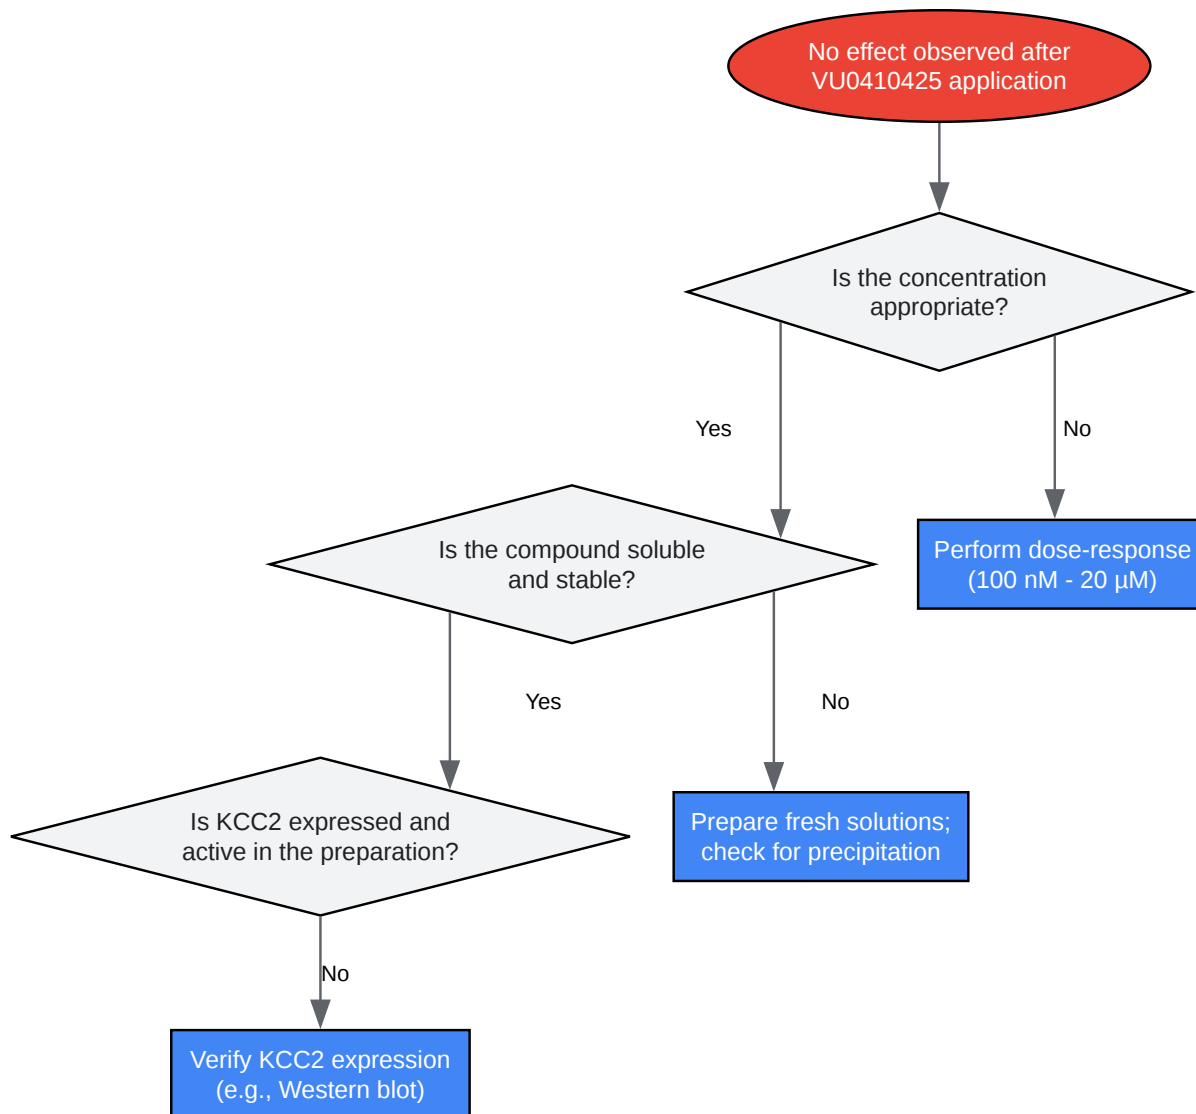 No effect observed after
VU0410425 application
Is the concentration
appropriate?
Yes
No
Is the compound soluble
and stable?
Perform dose-response
(100 nM - 20 µM)
Yes
No
Is KCC2 expressed and
active in the preparation?
Prepare fresh solutions;
check for precipitation
No
Verify KCC2 expression
(e.g., Western blot)